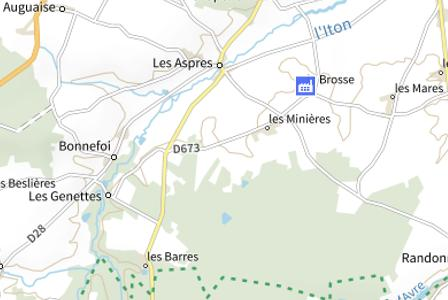 Auguaise
l'Iton
Les Aspres
Brosse
les Mares
les Minières
Bonnefoi
D673
s Beslières
Les Genettes
D28
les Barres
Randon
Avre